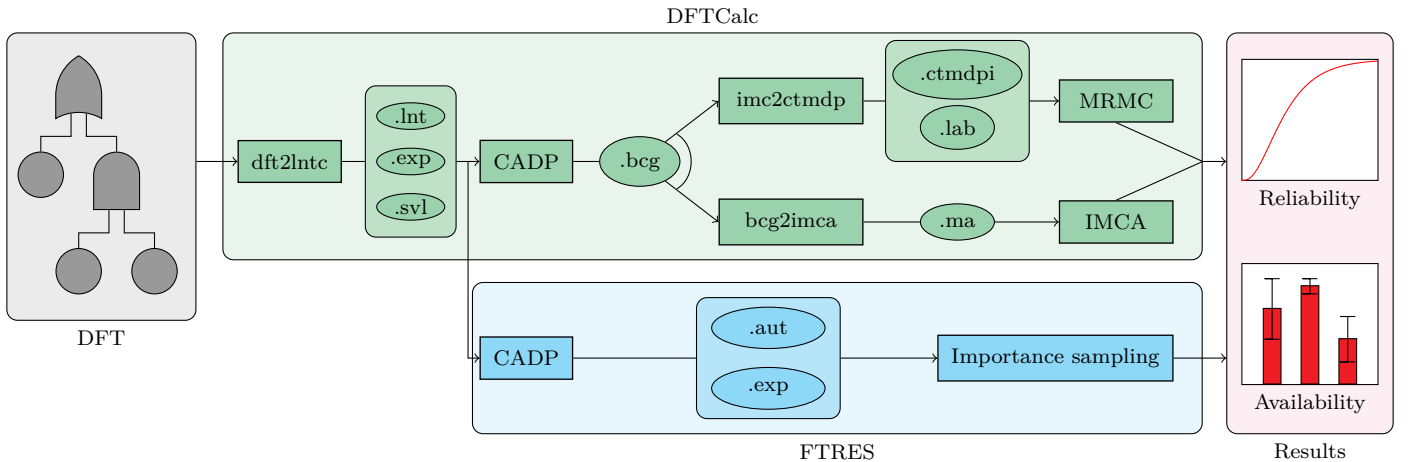 DFTCalc
DFT
dft2lntc
.lnt
.exp
.svl
CADP
.bcg
imc2ctmdp
.ctmdpi
.lab
MRMC
bcg2imca
.ma
IMCA
CADP
.aut
.exp
Importance sampling
FTRES
Reliability
Availability
Results